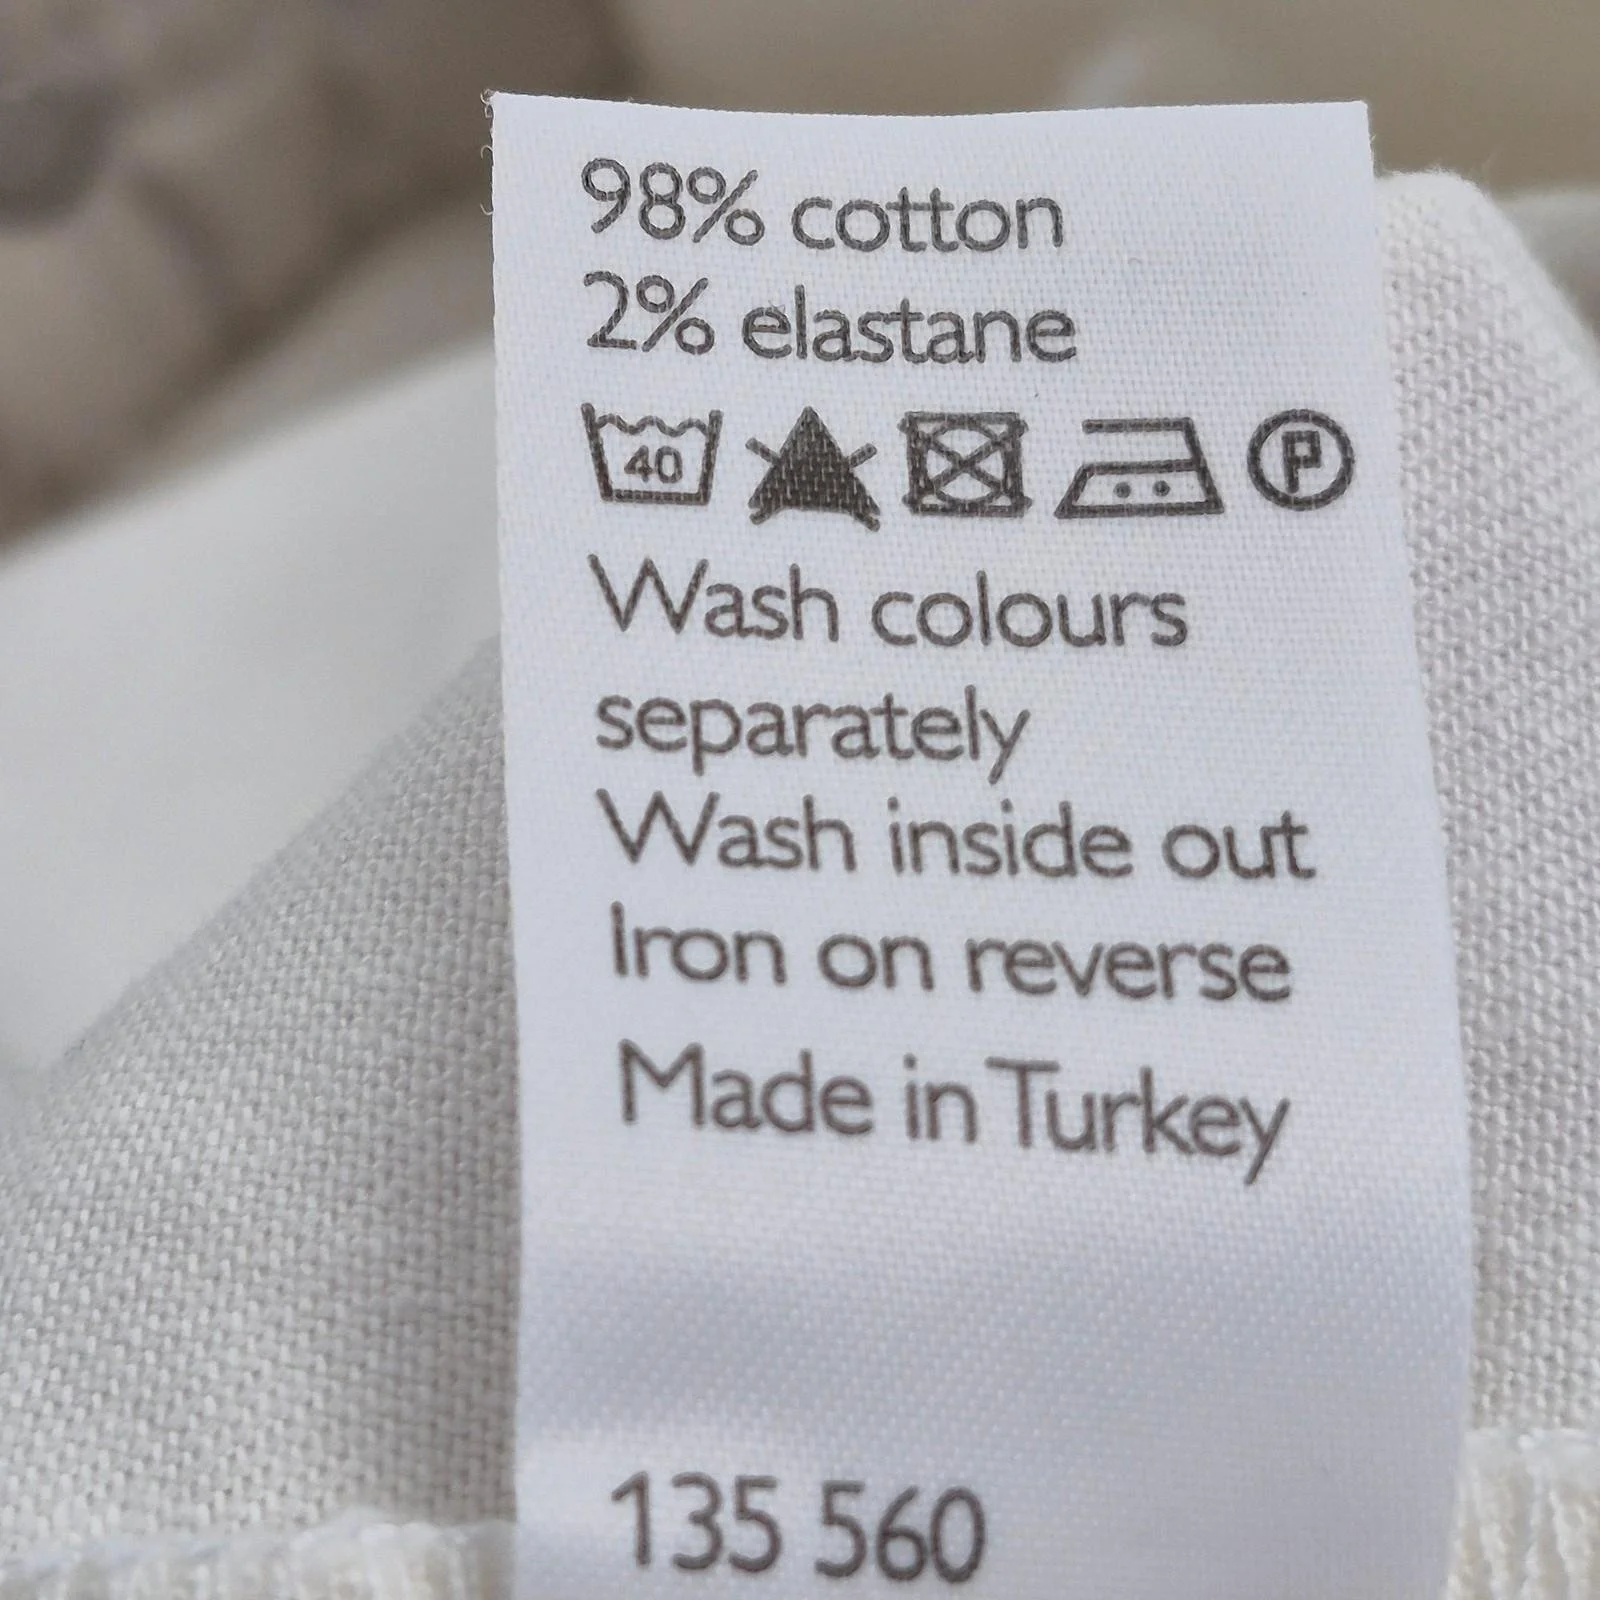 98% cotton
2% elastane
40 P
Wash colours
separately
Wash inside out
Iron on reverse
Made in Turkey
135 560